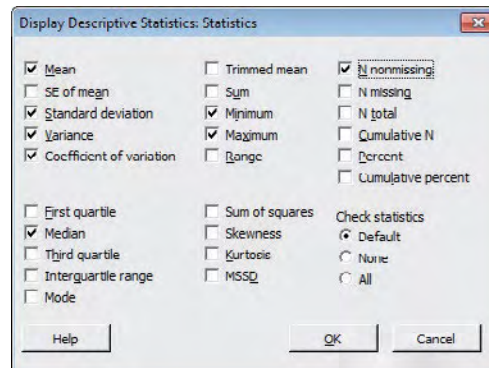 Display Descriptive Statistics: Statistics
Mean
SE of mean
Standard deviation
Variance
Coefficient of variation
Trimmed mean
Sum
Minimum
Maximum
Range
N nonmissing
N missing
N total
Cumulative N
Percent
Cumulative percent
First quartile
Median
Third quartile
Interquartile range
Mode
Sum of squares
Skewness
Kurtosis
MSSD
Check statistics
Default
None
All
Help
OK
Cancel